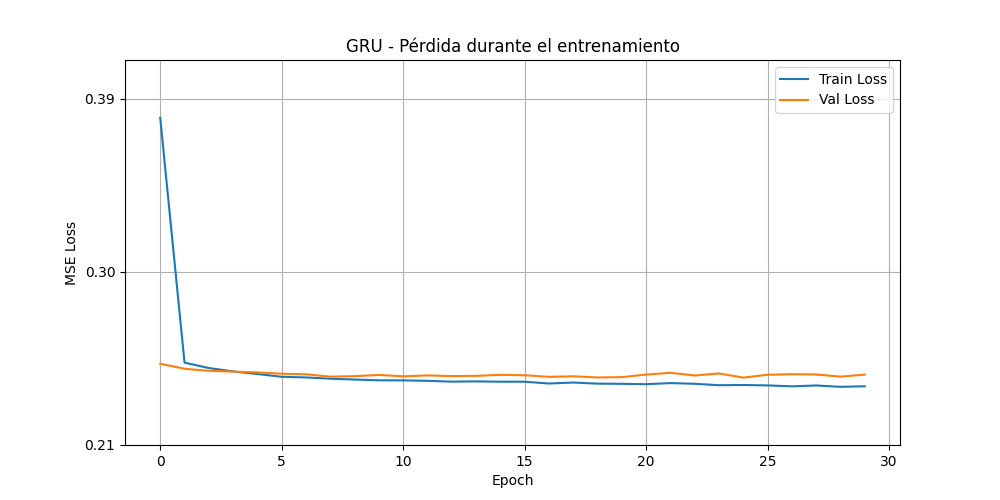 GRU - Pérdida durante el entrenamiento
Train Loss
Val Loss
0.39
0.30
0.21
MSE Loss
0 5 10 15 20 25 30
Epoch